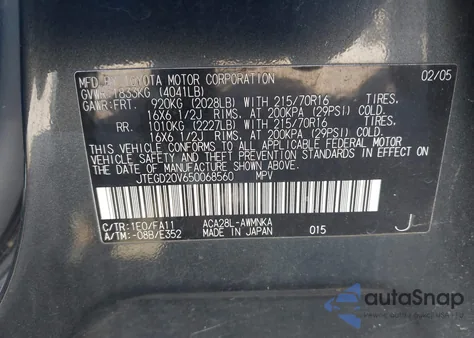 MFD BY: TOYOTA MOTOR CORPORATION 02/05
GVWR: 1833KG (4041LB)
GAWR:FRT. 920KG (2028LB) WITH 215/70R16 TIRES.
16X6 1/2J RIMS. AT 200KPA (29PSI) COLD.
RR. 1010KG (2227LB) WITH 215/70R16 TIRES.
16X6 1/2J RIMS. AT 200KPA (29PSI) COLD.
THIS VEHICLE CONFORMS TO ALL APPLICABLE FEDERAL MOTOR
VEHICLE SAFETY AND THEFT PREVENTION STANDARDS IN EFFECT
ON THE DATE OF MANUFACTURE SHOWN ABOVE.
JTEGD20V650068560 MPV
C/TR:1E0/FA11 ACA28L-AWMNKA J
A/TM:-08B/E352 MADE IN JAPAN 015
autoSnap